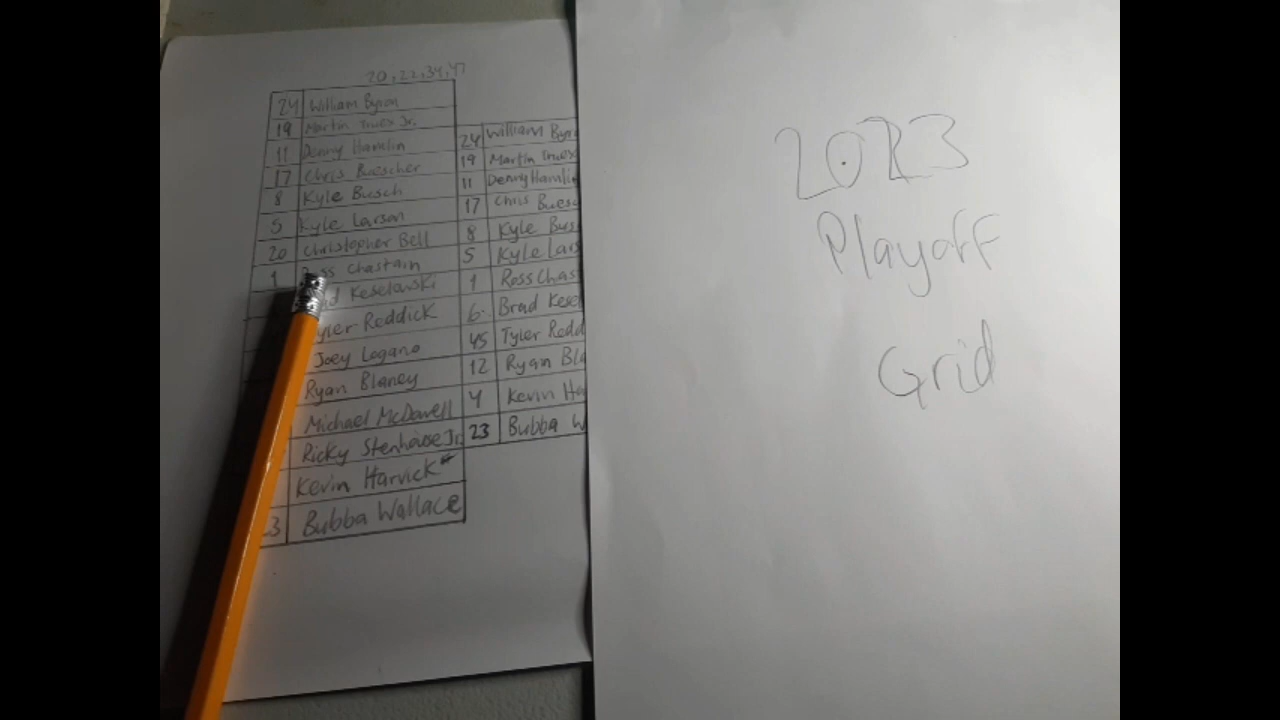 20, 22, 34, 47
24 William Byron
19 Martin Truex Jr.
11 Denny Hamlin
17 Chris Buescher
8 Kyle Busch
5 Kyle Larson
20 Christopher Bell
1 Chastain
Keselowski
Reddick
Joey Logano
Ryan Blaney
Michael McDowell
Ricky Stenhouse Jr.
Kevin Harvick*
Bubba Wallace
24 William Byron
19 Martin Truex
11 Denny Hamlin
17 Chris Buesc
8 Kyle Bus
5 Kyle Lars
1 Ross Chas
6 Brad Kesel
45 Tyler Redd
12 Ryan Bla
4 Kevin Ha
23 Bubba W
2023
Playoff
Grid